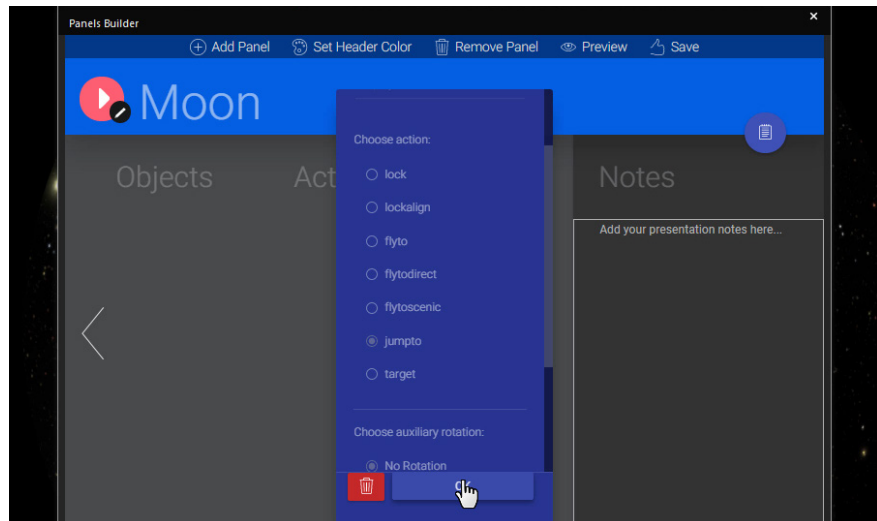 Panels Builder
Add Panel Set Header Color Remove Panel Preview Save
Moon
Choose action:
Objects
Act
lock
Notes
lockalign
Add your presentation notes here...
flyto
flytodirect
flytoscenic
jumpto
target
Choose auxiliary rotation:
No Rotation